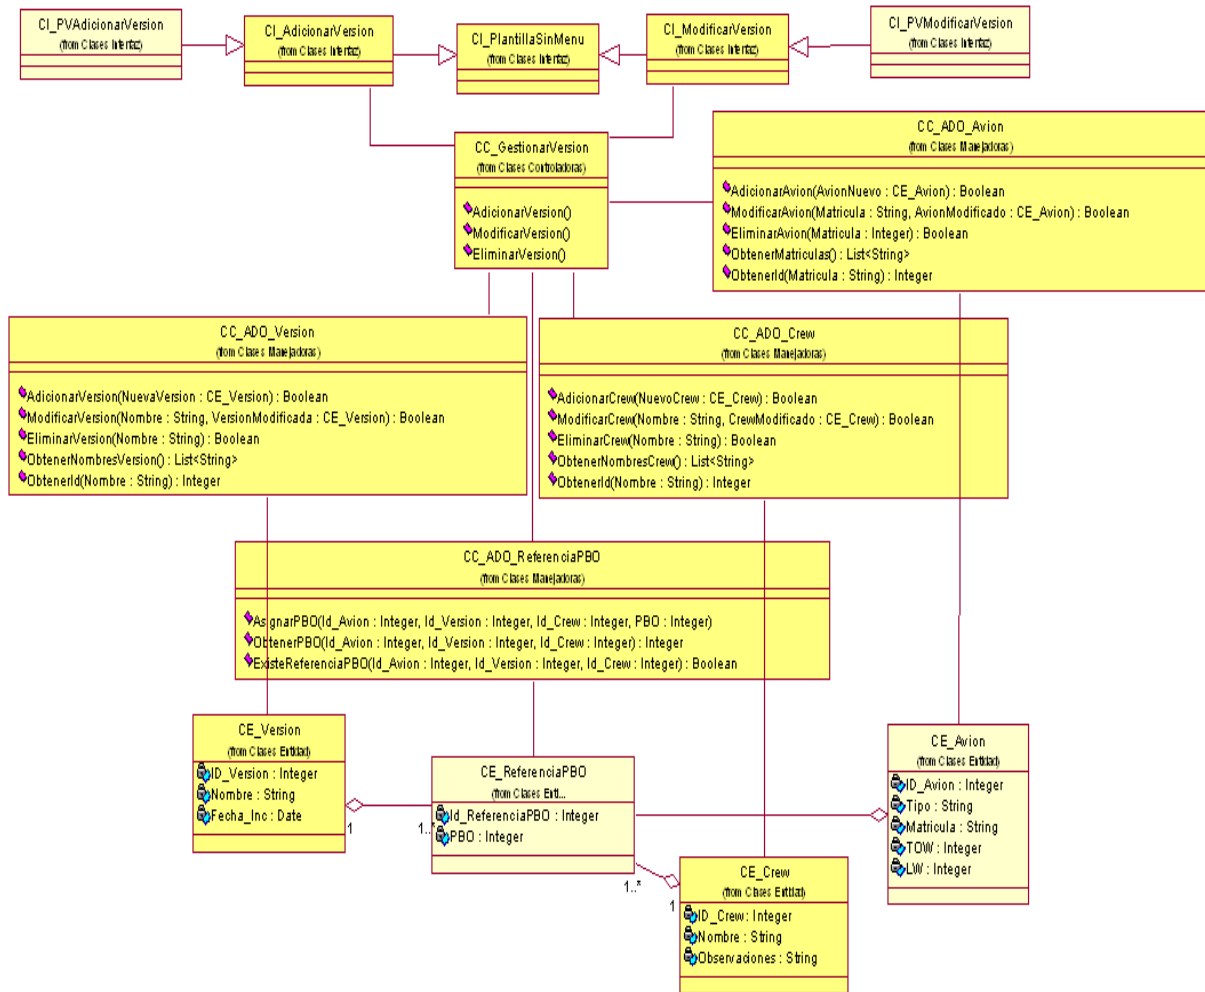 CI_PVAdicionarVersion
(from Clases Interfaz)
CI_AdicionarVersion
(from Clases Interfaz)
CI_PlantillaSinMenu
(from Clases Interfaz)
CI_ModificarVersion
(from Clases Interfaz)
CI_PVModificarVersion
(from Clases Interfaz)
CC_GestionarVersion
(from Clases Controladoras)
AdicionarVersion()
ModificarVersion()
EliminarVersion()
CC_ADO_Avion
(from Clases Manejadoras)
AdicionarAvion(AvionNuevo : CE_Avion) : Boolean
ModificarAvion(Matricula : String, AvionModificado : CE_Avion) : Boolean
EliminarAvion(Matricula : Integer) : Boolean
ObtenerMatriculas() : List<String>
ObtenerId(Matricula : String) : Integer
CC_ADO_Version
(from Clases Manejadoras)
AdicionarVersion(NuevaVersion : CE_Version) : Boolean
ModificarVersion(Nombre : String, VersionModificada : CE_Version) : Boolean
EliminarVersion(Nombre : String) : Boolean
ObtenerNombresVersion() : List<String>
ObtenerId(Nombre : String) : Integer
CC_ADO_Crew
(from Clases Manejadoras)
AdicionarCrew(NuevoCrew : CE_Crew) : Boolean
ModificarCrew(Nombre : String, CrewModificado : CE_Crew) : Boolean
EliminarCrew(Nombre : String) : Boolean
ObtenerNombresCrew() : List<String>
ObtenerId(Nombre : String) : Integer
CC_ADO_ReferenciaPBO
(from Clases Manejadoras)
AsignarPBO(Id_Avion : Integer, Id_Version : Integer, Id_Crew : Integer, PBO : Integer)
ObtenerPBO(Id_Avion : Integer, Id_Version : Integer, Id_Crew : Integer) : Integer
ExisteReferenciaPBO(Id_Avion : Integer, Id_Version : Integer, Id_Crew : Integer) : Boolean
CE_Version
(from Clases Entidad)
ID_Version : Integer
Nombre : String
Fecha_Inc : Date
1
1..*
CE_ReferenciaPBO
(from Clases Enti...
Id_ReferenciaPBO : Integer
PBO : Integer
CE_Avion
(from Clases Entidad)
ID_Avion : Integer
Tipo : String
Matricula : String
TOW : Integer
LW : Integer
1..*
1
CE_Crew
(from Clases Entidad)
ID_Crew : Integer
Nombre : String
Observaciones : String